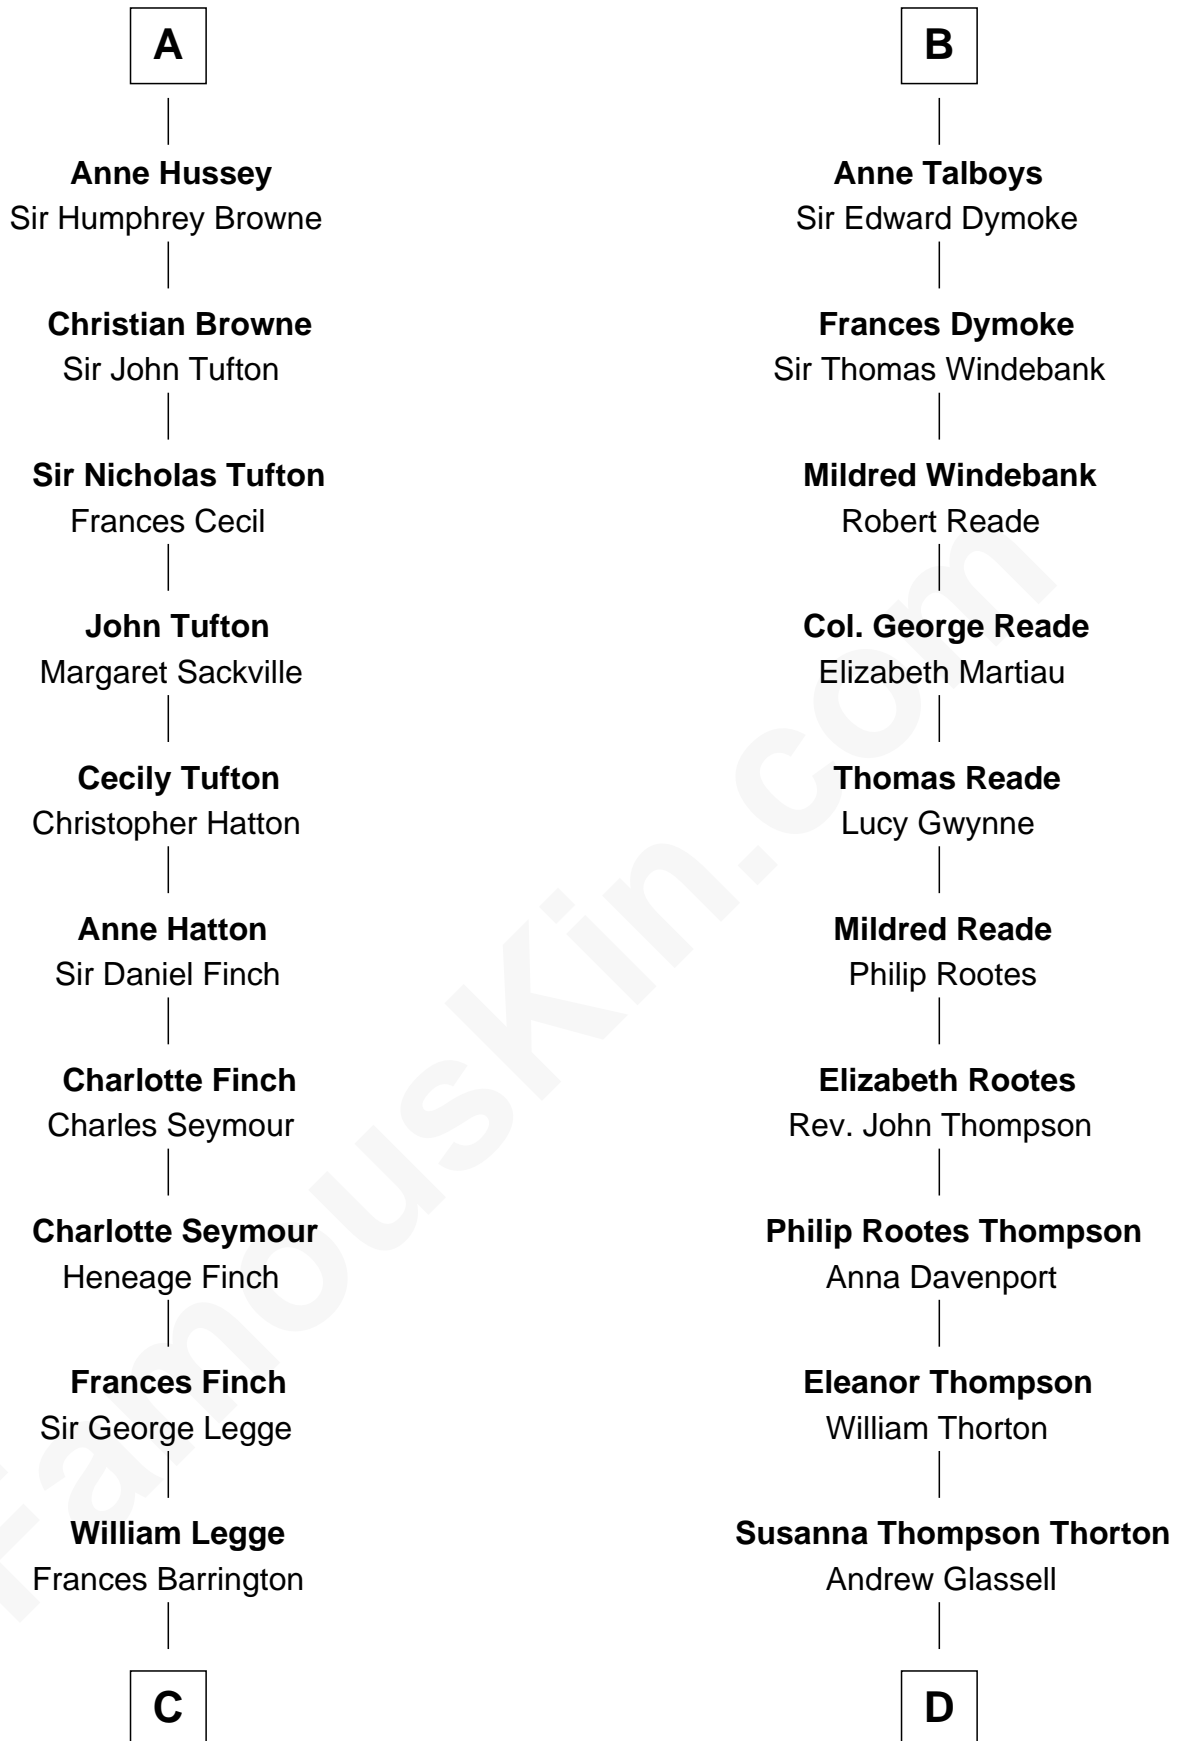 A
Anne Hussey
Sir Humphrey Browne
Christian Browne
Sir John Tufton
Sir Nicholas Tufton
Frances Cecil
John Tufton
Margaret Sackville
Cecily Tufton
Christopher Hatton
Anne Hatton
Sir Daniel Finch
Charlotte Finch
Charles Seymour
Charlotte Seymour
Heneage Finch
Frances Finch
Sir George Legge
William Legge
Frances Barrington
C
B
Anne Talboys
Sir Edward Dymoke
Frances Dymoke
Sir Thomas Windebank
Mildred Windebank
Robert Reade
Col. George Reade
Elizabeth Martiau
Thomas Reade
Lucy Gwynne
Mildred Reade
Philip Rootes
Elizabeth Rootes
Rev. John Thompson
Philip Rootes Thompson
Anna Davenport
Eleanor Thompson
William Thorton
Susanna Thompson Thorton
Andrew Glassell
D
FamousKin.com